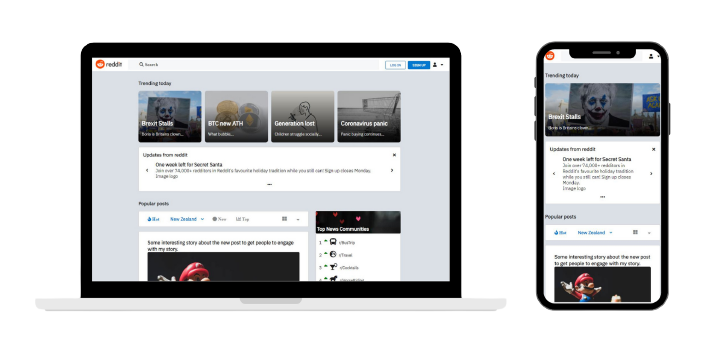 reddit
Search
LOG IN
SIGN UP
Trending today
Brexit Stalls
Boris is Britains clown...
BTC new ATH
What bubble...
Generation lost
Children struggles socially...
Coronavirus panic
Panic buying continues...
Updates from reddit
One week left for Secret Santa
Join over 74,000+ redditors in Reddit's favourite holiday tradition
while you still can! Sign up closes Monday.
Image logo
Popular posts
Hot
New Zealand
New
Top
Some interesting story about the new post to get people to engage
with my story.
Top News Communities
1
r/BusTrip
2
r/Travel
3
r/Cocktails
4
Trending today
Brexit Stalls
Boris is Britains clown...
Updates from reddit
One week left for Secret Santa
Join over 74,000+ redditors in
Reddit's favourite holiday tradition
while you still can! Sign up closes
Monday.
Image logo
Popular posts
Hot
New Zealand
Some interesting story about the new post
to get people to engage with my story.